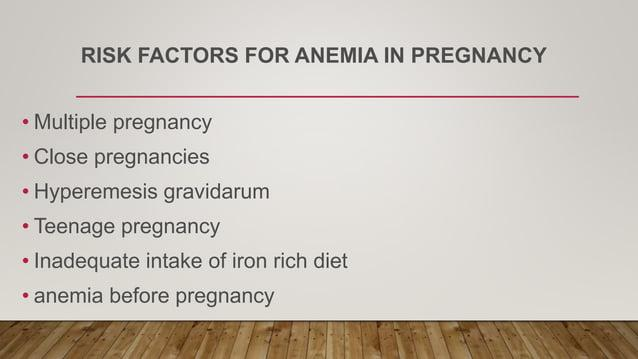 RISK FACTORS FOR ANEMIA IN PREGNANCY
• Multiple pregnancy
• Close pregnancies
• Hyperemesis gravidarum
• Teenage pregnancy
• Inadequate intake of iron rich diet
• anemia before pregnancy